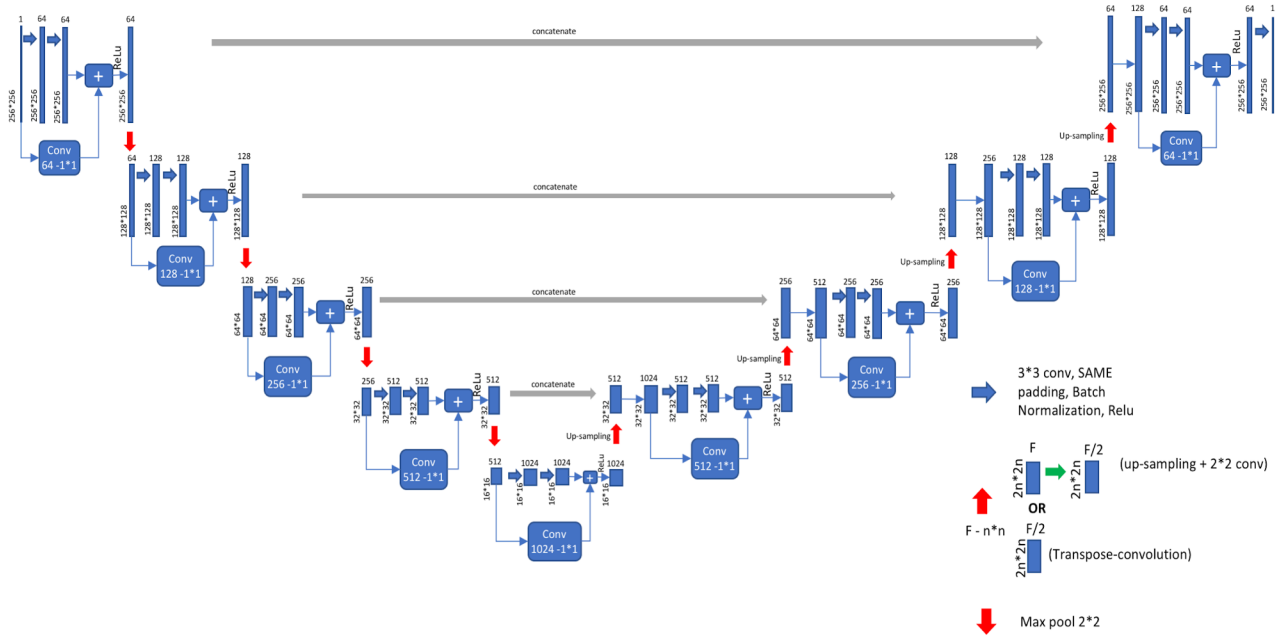 1 64 64 64
256*256 256*256 256*256 256*256
ReLu
+
Conv
64 -1*1
concatenate
64 128 128 128
128*128 128*128 128*128 128*128
ReLu
+
Conv
128 -1*1
concatenate
128 256 256 256
64*64 64*64 64*64 64*64
ReLu
+
Conv
256 -1*1
concatenate
256 512 512 512
32*32 32*32 32*32 32*32
ReLu
+
Conv
512 -1*1
concatenate
512 1024 1024 1024
16*16 16*16 16*16 16*16
ReLu
+
Conv
1024 -1*1
Up-sampling
512 1024 512 512 512
32*32 32*32 32*32 32*32 32*32
ReLu
+
Conv
512 -1*1
Up-sampling
256 512 256 256 256
64*64 64*64 64*64 64*64 64*64
ReLu
+
Conv
256 -1*1
Up-sampling
128 256 128 128 128
128*128 128*128 128*128 128*128 128*128
ReLu
+
Conv
128 -1*1
Up-sampling
64 128 64 64 64 1
256*256 256*256 256*256 256*256 256*256 256*256
ReLu
+
Conv
64 -1*1
3*3 conv, SAME
padding, Batch
Normalization, Relu
F F/2
2n*2n 2n*2n
(up-sampling + 2*2 conv)
OR
F - n*n
F/2
2n*2n
(Transpose-convolution)
Max pool 2*2